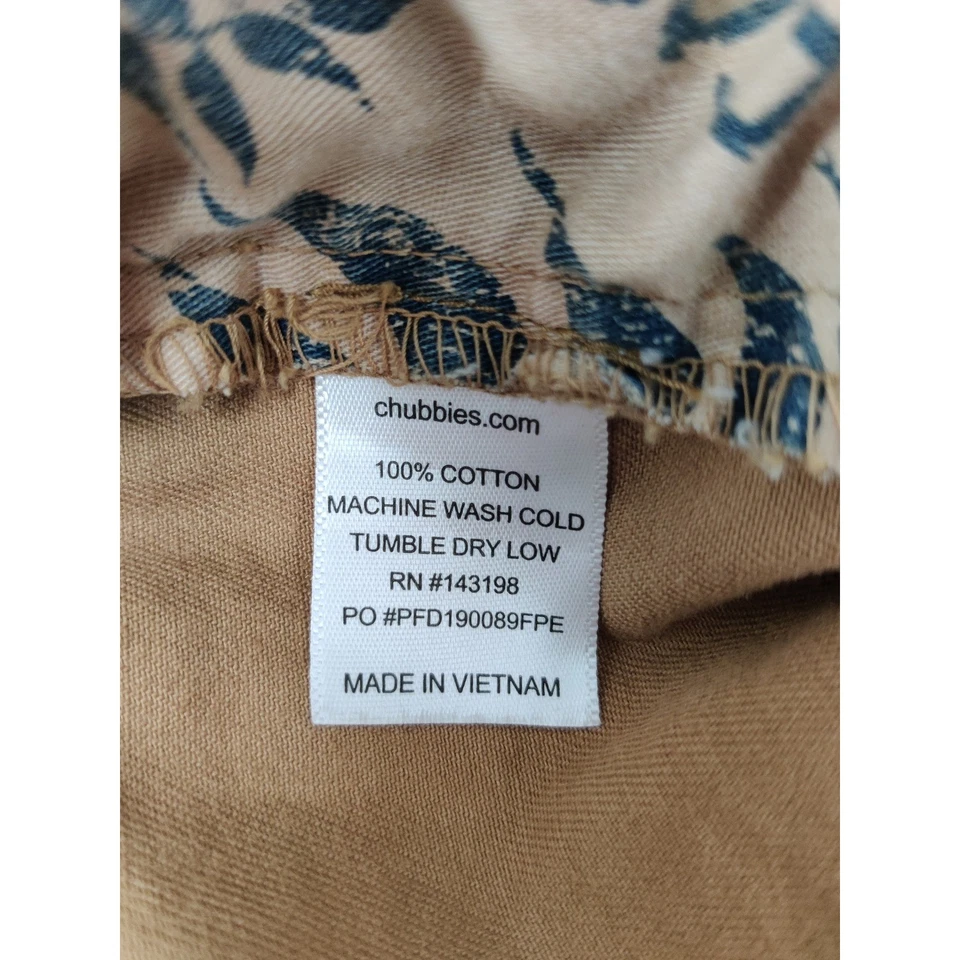 chubbies.com
100% COTTON
MACHINE WASH COLD
TUMBLE DRY LOW
RN #143198
PO #PFD190089FPE
MADE IN VIETNAM